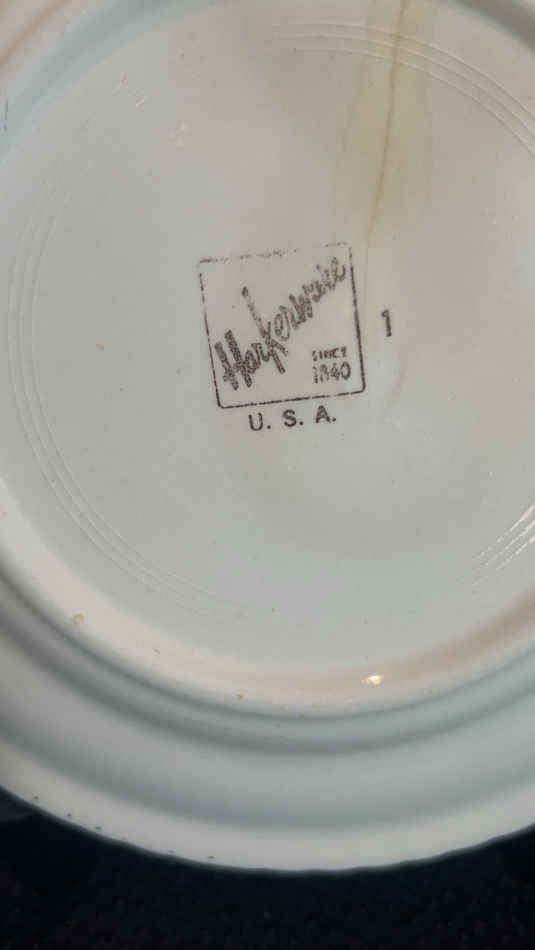 Harkerware
SINCE
1840
U. S. A.
1